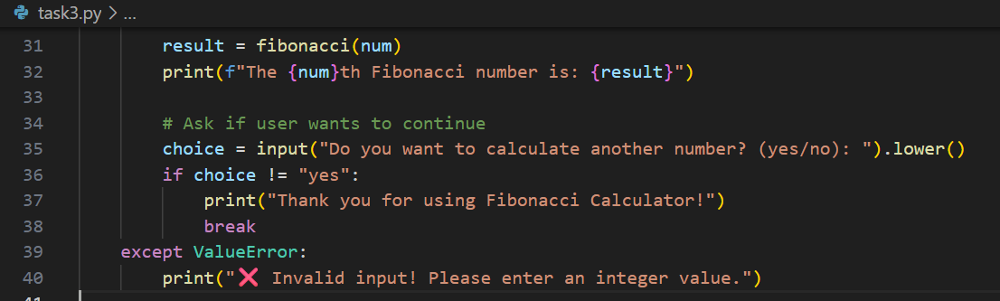 task3.py > ...
31 result = fibonacci(num)
32 print(f"The {num}th Fibonacci number is: {result}")
33
34 # Ask if user wants to continue
35 choice = input("Do you want to calculate another number? (yes/no): ").lower()
36 if choice != "yes":
37 print("Thank you for using Fibonacci Calculator!")
38 break
39 except ValueError:
40 print("❌ Invalid input! Please enter an integer value.")
41